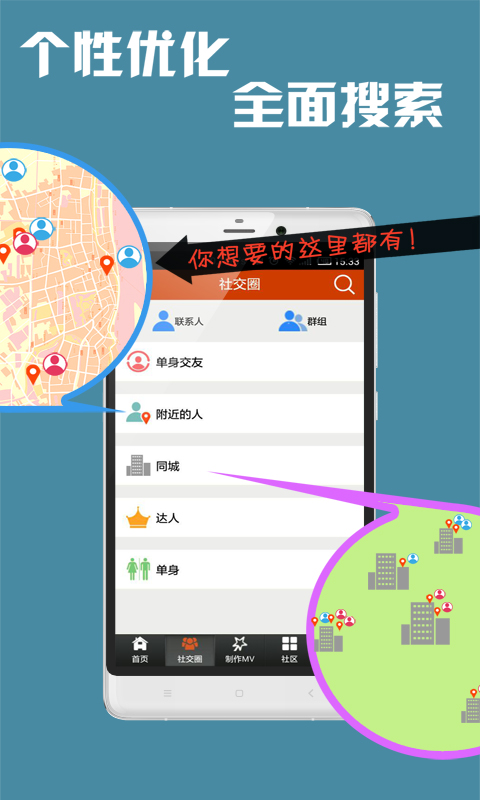 个性优化
全面搜索
你想要的这里都有!
15:33
社交圈
联系人
群组
单身交友
附近的人
同城
达人
单身
首页
社交圈
制作MV
社区